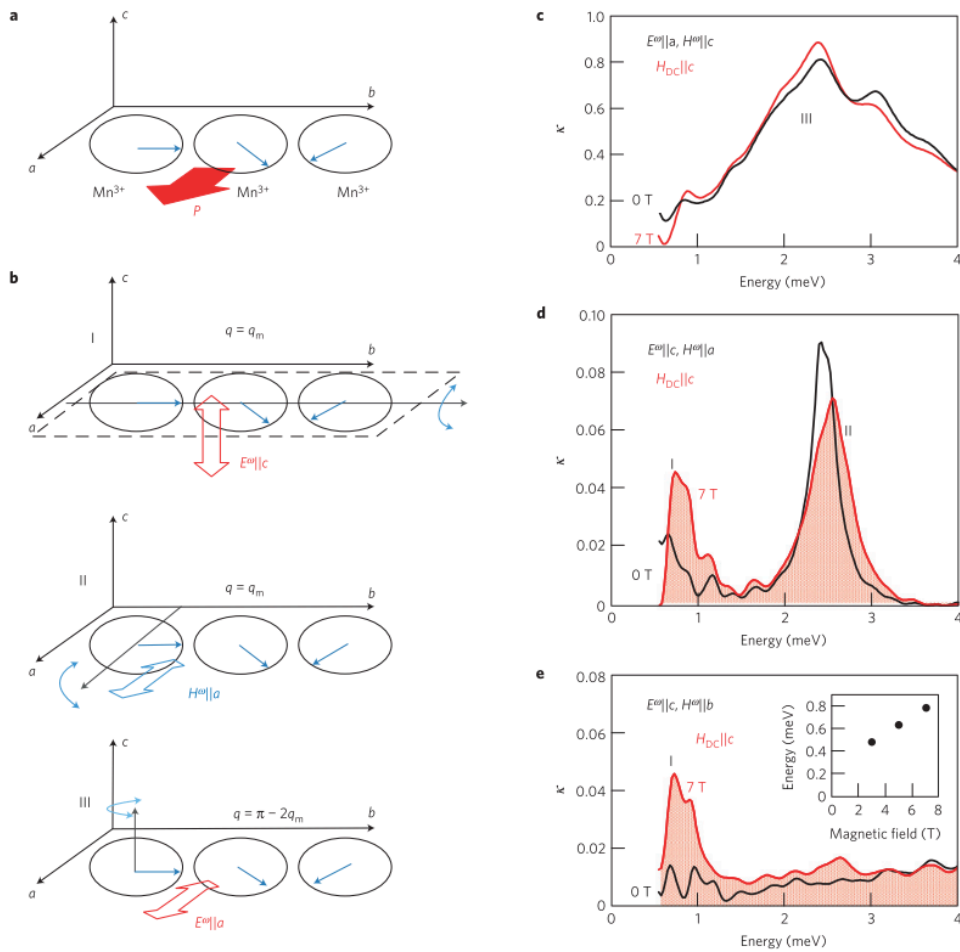 a
c
b
a
Mn³⁺ Mn³⁺ Mn³⁺
P
b
c
I
q = qₘ
b
a
Eω||c
c
II
q = qₘ
b
a
Hω||a
c
III
q = π − 2qₘ
b
a
Eω||a
c
1.0
Eω||a, Hω||c
H_DC||c
0.8
III
0.6
κ
0.4
0.2
0 T
7 T
0
0 1 2 3 4
Energy (meV)
d
0.10
Eω||c, Hω||a
H_DC||c
0.08
II
0.06
κ
I
7 T
0.04
0.02
0 T
0
0 1 2 3 4
Energy (meV)
e
0.08
Eω||c, Hω||b
H_DC||c
0.06
I
7 T
κ
0.04
0.02
0 T
0
0 1 2 3 4
Energy (meV)
Energy (meV)
0.8
0.6
0.4
0.2
0
0 2 4 6 8
Magnetic field (T)